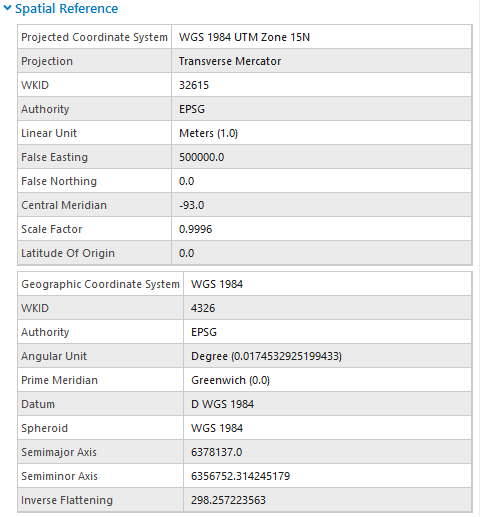 Spatial Reference
Projected Coordinate System WGS 1984 UTM Zone 15N
Projection Transverse Mercator
WKID 32615
Authority EPSG
Linear Unit Meters (1.0)
False Easting 500000.0
False Northing 0.0
Central Meridian -93.0
Scale Factor 0.9996
Latitude Of Origin 0.0
Geographic Coordinate System WGS 1984
WKID 4326
Authority EPSG
Angular Unit Degree (0.0174532925199433)
Prime Meridian Greenwich (0.0)
Datum D WGS 1984
Spheroid WGS 1984
Semimajor Axis 6378137.0
Semiminor Axis 6356752.314245179
Inverse Flattening 298.257223563